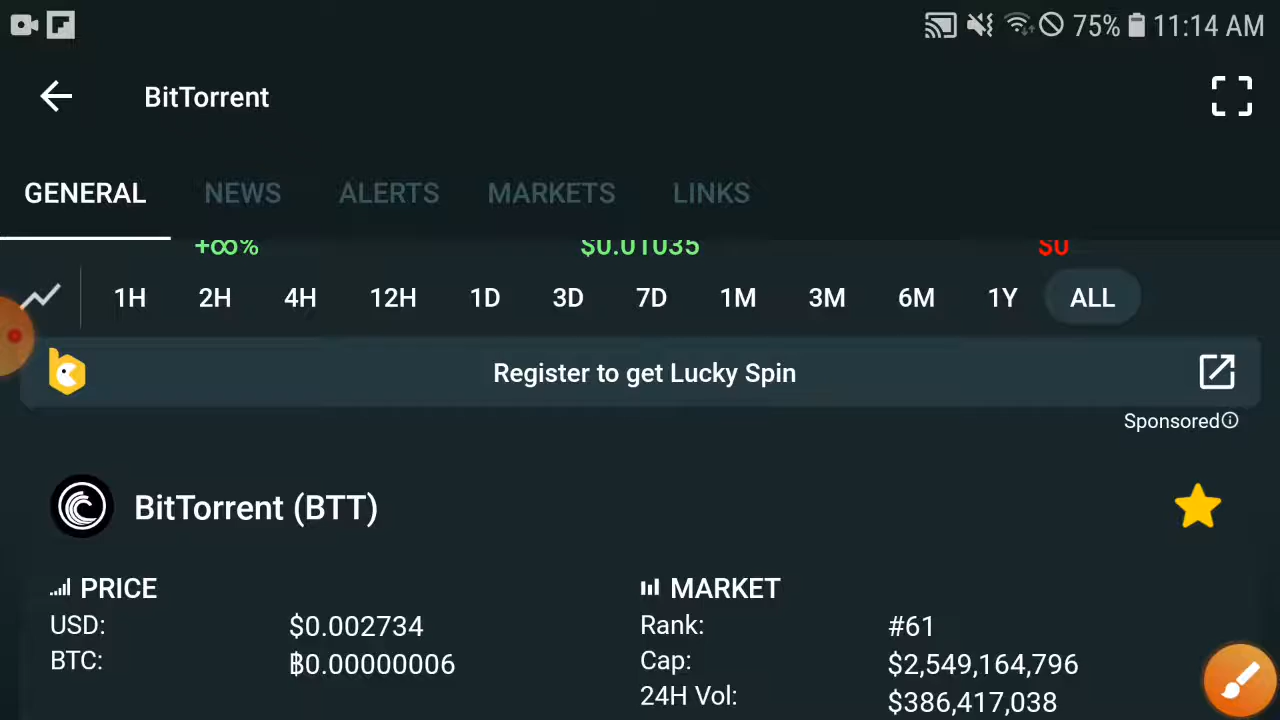 75% 11:14 AM
BitTorrent
GENERAL NEWS ALERTS MARKETS LINKS
+∞% $0.01035 $0
1H 2H 4H 12H 1D 3D 7D 1M 3M 6M 1Y ALL
Register to get Lucky Spin
Sponsored
BitTorrent (BTT)
PRICE MARKET
USD: $0.002734 Rank: #61
BTC: ฿0.00000006 Cap: $2,549,164,796
24H Vol: $386,417,038